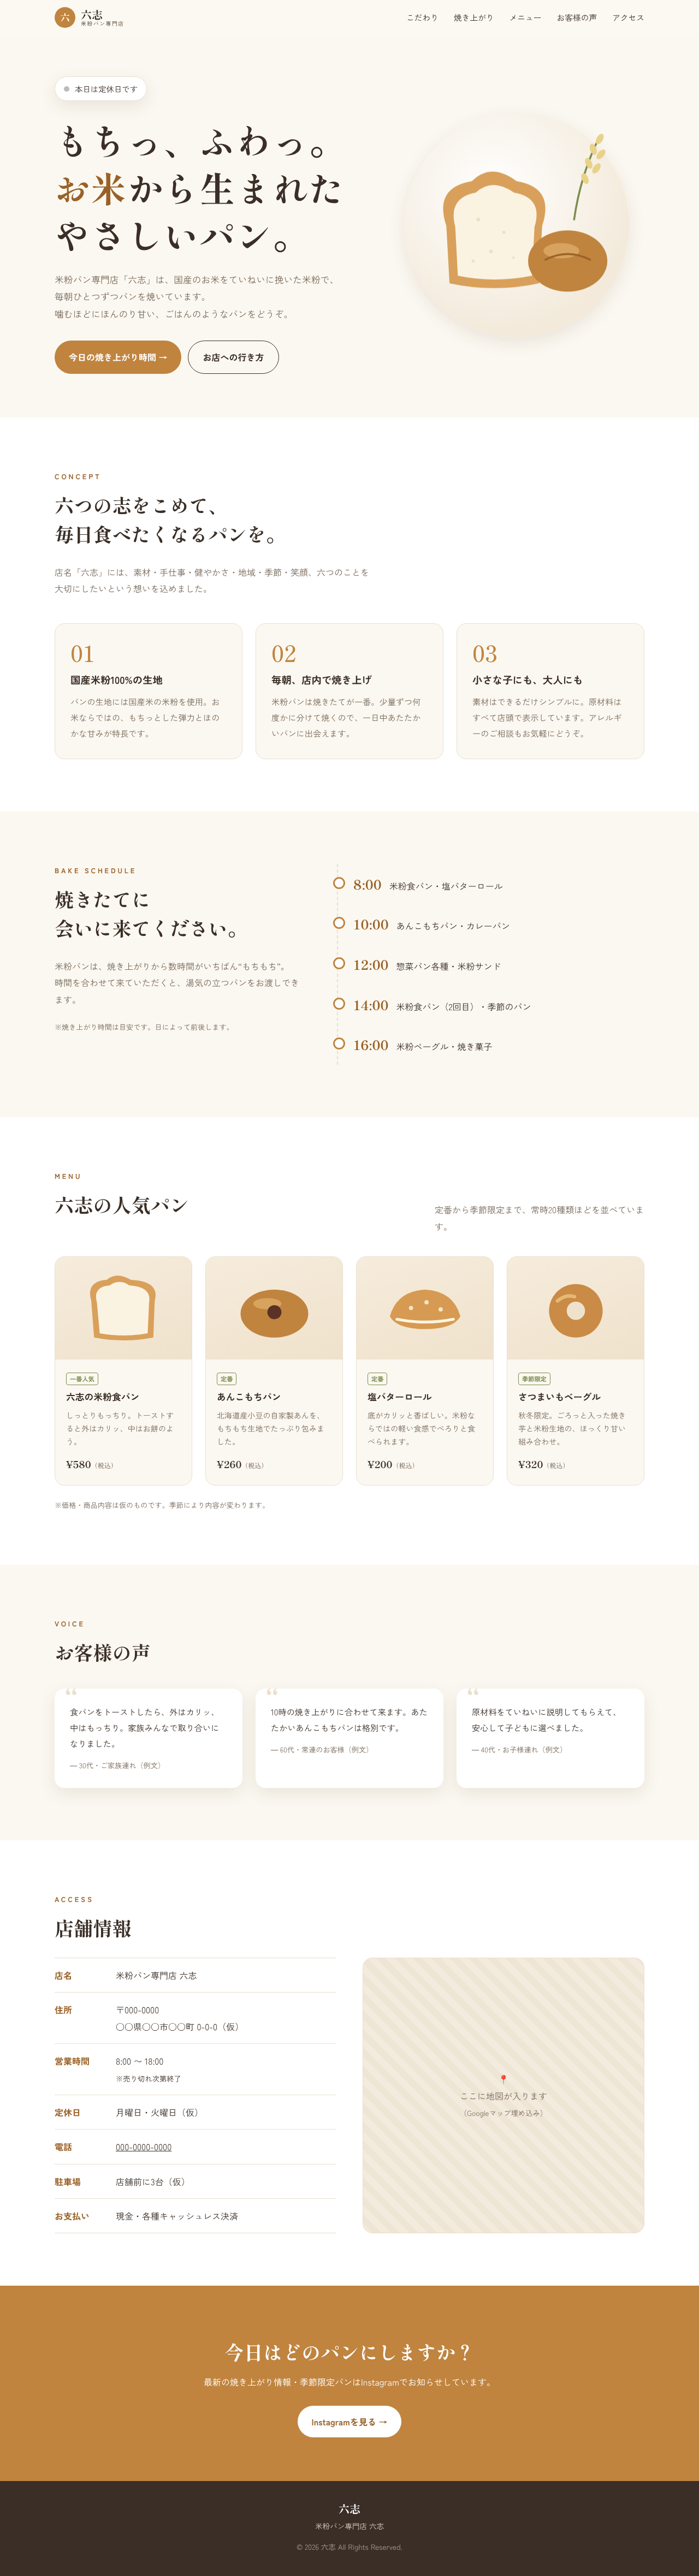 六
六志
米粉パン専門店
こだわり
焼き上がり
メニュー
お客様の声
アクセス
本日は定休日です
もちっ、ふわっ。
お米から生まれた
やさしいパン。
米粉パン専門店「六志」は、国産のお米をていねいに挽いた米粉で、
毎朝ひとつずつパンを焼いています。
噛むほどにほんのり甘い、ごはんのようなパンをどうぞ。
今日の焼き上がり時間 →
お店への行き方
CONCEPT
六つの志をこめて、
毎日食べたくなるパンを。
店名「六志」には、素材・手仕事・健やかさ・地域・季節・笑顔、六つのことを
大切にしたいという想いを込めました。
01
国産米粉100%の生地
パンの生地には国産米の米粉を使用。お
米ならではの、もちっとした弾力とほの
かな甘みが特長です。
02
毎朝、店内で焼き上げ
米粉パンは焼きたてが一番。少量ずつ何
度かに分けて焼くので、一日中あたたか
いパンに出会えます。
03
小さな子にも、大人にも
素材はできるだけシンプルに。原材料は
すべて店頭で表示しています。アレルギ
ーのご相談もお気軽にどうぞ。
BAKE SCHEDULE
焼きたてに
会いに来てください。
米粉パンは、焼き上がりから数時間がいちばん“もちもち”。
時間を合わせて来ていただくと、湯気の立つパンをお渡しでき
ます。
※焼き上がり時間は目安です。日によって前後します。
8:00 米粉食パン・塩バターロール
10:00 あんこもちパン・カレーパン
12:00 惣菜パン各種・米粉サンド
14:00 米粉食パン（2回目）・季節のパン
16:00 米粉ベーグル・焼き菓子
MENU
六志の人気パン
定番から季節限定まで、常時20種類ほどを並べていま
す。
一番人気
六志の米粉食パン
しっとりもっちり。トーストす
ると外はカリッ、中はお餅のよ
う。
¥580（税込）
定番
あんこもちパン
北海道産小豆の自家製あんを、
もちもち生地でたっぷり包みま
した。
¥260（税込）
定番
塩バターロール
底がカリッと香ばしい。米粉な
らではの軽い食感でぺろりと食
べられます。
¥200（税込）
季節限定
さつまいもベーグル
秋冬限定。ごろっと入った焼き
芋と米粉生地の、ほっくり甘い
組み合わせ。
¥320（税込）
※価格・商品内容は仮のものです。季節により内容が変わります。
VOICE
お客様の声
“
食パンをトーストしたら、外はカリッ、
中はもっちり。家族みんなで取り合いに
なりました。
— 30代・ご家族連れ（例文）
“
10時の焼き上がりに合わせて来ます。あた
たかいあんこもちパンは格別です。
— 60代・常連のお客様（例文）
“
原材料をていねいに説明してもらえて、
安心して子どもに選べました。
— 40代・お子様連れ（例文）
ACCESS
店舗情報
店名 米粉パン専門店 六志
住所 〒000-0000
〇〇県〇〇市〇〇町 0-0-0（仮）
営業時間 8:00 〜 18:00
※売り切れ次第終了
定休日 月曜日・火曜日（仮）
電話 000-0000-0000
駐車場 店舗前に3台（仮）
お支払い 現金・各種キャッシュレス決済
ここに地図が入ります
（Googleマップ埋め込み）
今日はどのパンにしますか？
最新の焼き上がり情報・季節限定パンはInstagramでお知らせしています。
Instagramを見る →
六志
米粉パン専門店 六志
© 2026 六志 All Rights Reserved.